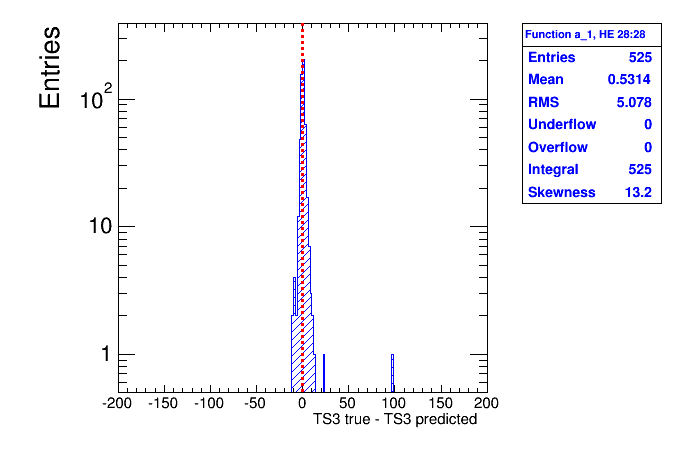 Entries
10²
10
1
-200 -150 -100 -50 0 50 100 150 200
TS3 true - TS3 predicted
Function a_1, HE 28:28
Entries 525
Mean 0.5314
RMS 5.078
Underflow 0
Overflow 0
Integral 525
Skewness 13.2